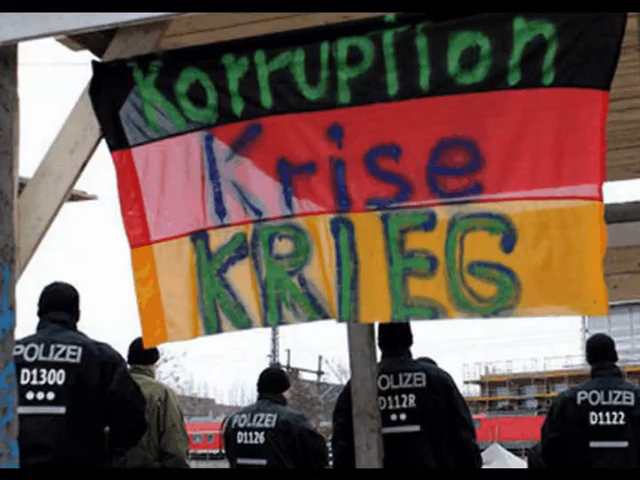 Korruption
Krise
KRIEG
POLIZEI
D1300
POLIZEI
D1126
POLIZEI
D112R
POLIZEI
D1122